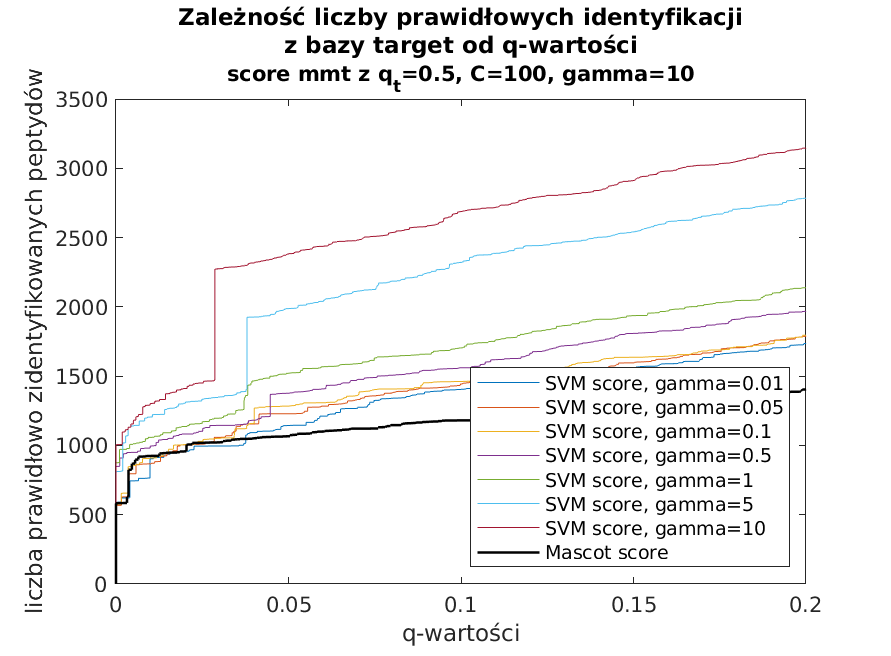 Zależność liczby prawidłowych identyfikacji
z bazy target od q-wartości
score mmt z qt=0.5, C=100, gamma=10
liczba prawidłowo zidentyfikowanych peptydów
3500
3000
2500
2000
1500
1000
500
0
SVM score, gamma=0.01
SVM score, gamma=0.05
SVM score, gamma=0.1
SVM score, gamma=0.5
SVM score, gamma=1
SVM score, gamma=5
SVM score, gamma=10
Mascot score
0 0.05 0.1 0.15 0.2
q-wartości